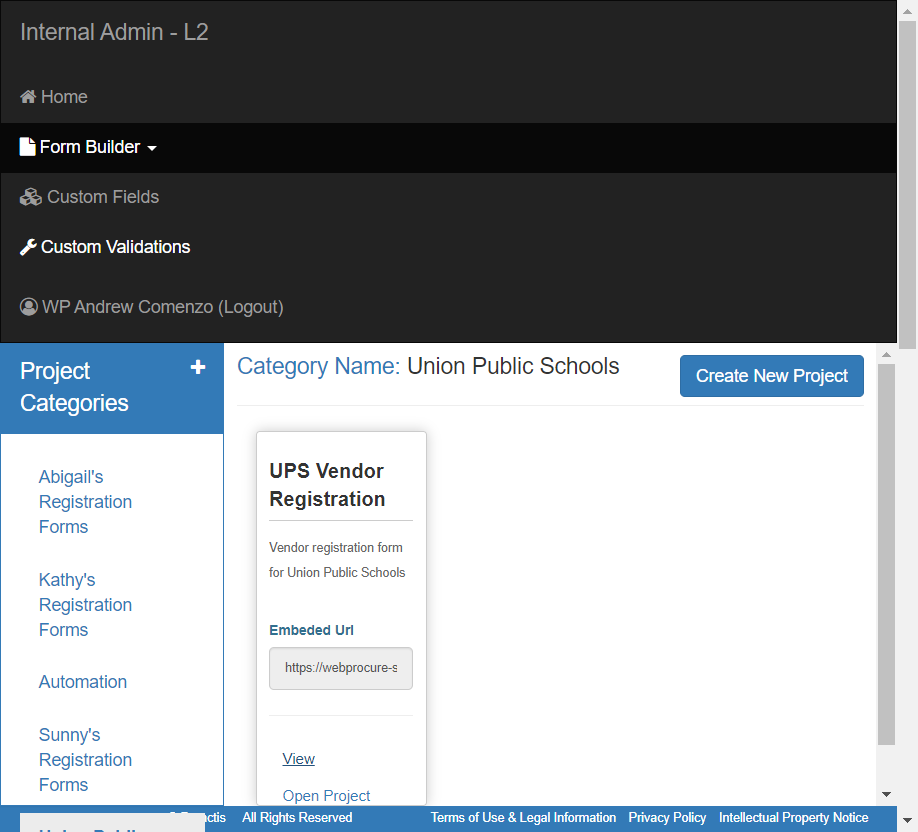 Internal Admin - L2
Home
Form Builder
Custom Fields
Custom Validations
WP Andrew Comenzo (Logout)
Project
Categories
Category Name: Union Public Schools
Create New Project
Abigail's
Registration
Forms
Kathy's
Registration
Forms
Automation
Sunny's
Registration
Forms
UPS Vendor
Registration
Vendor registration form
for Union Public Schools
Embeded Url
https://webprocure-s
View
Open Project
All Rights Reserved
Terms of Use & Legal Information
Privacy Policy
Intellectual Property Notice